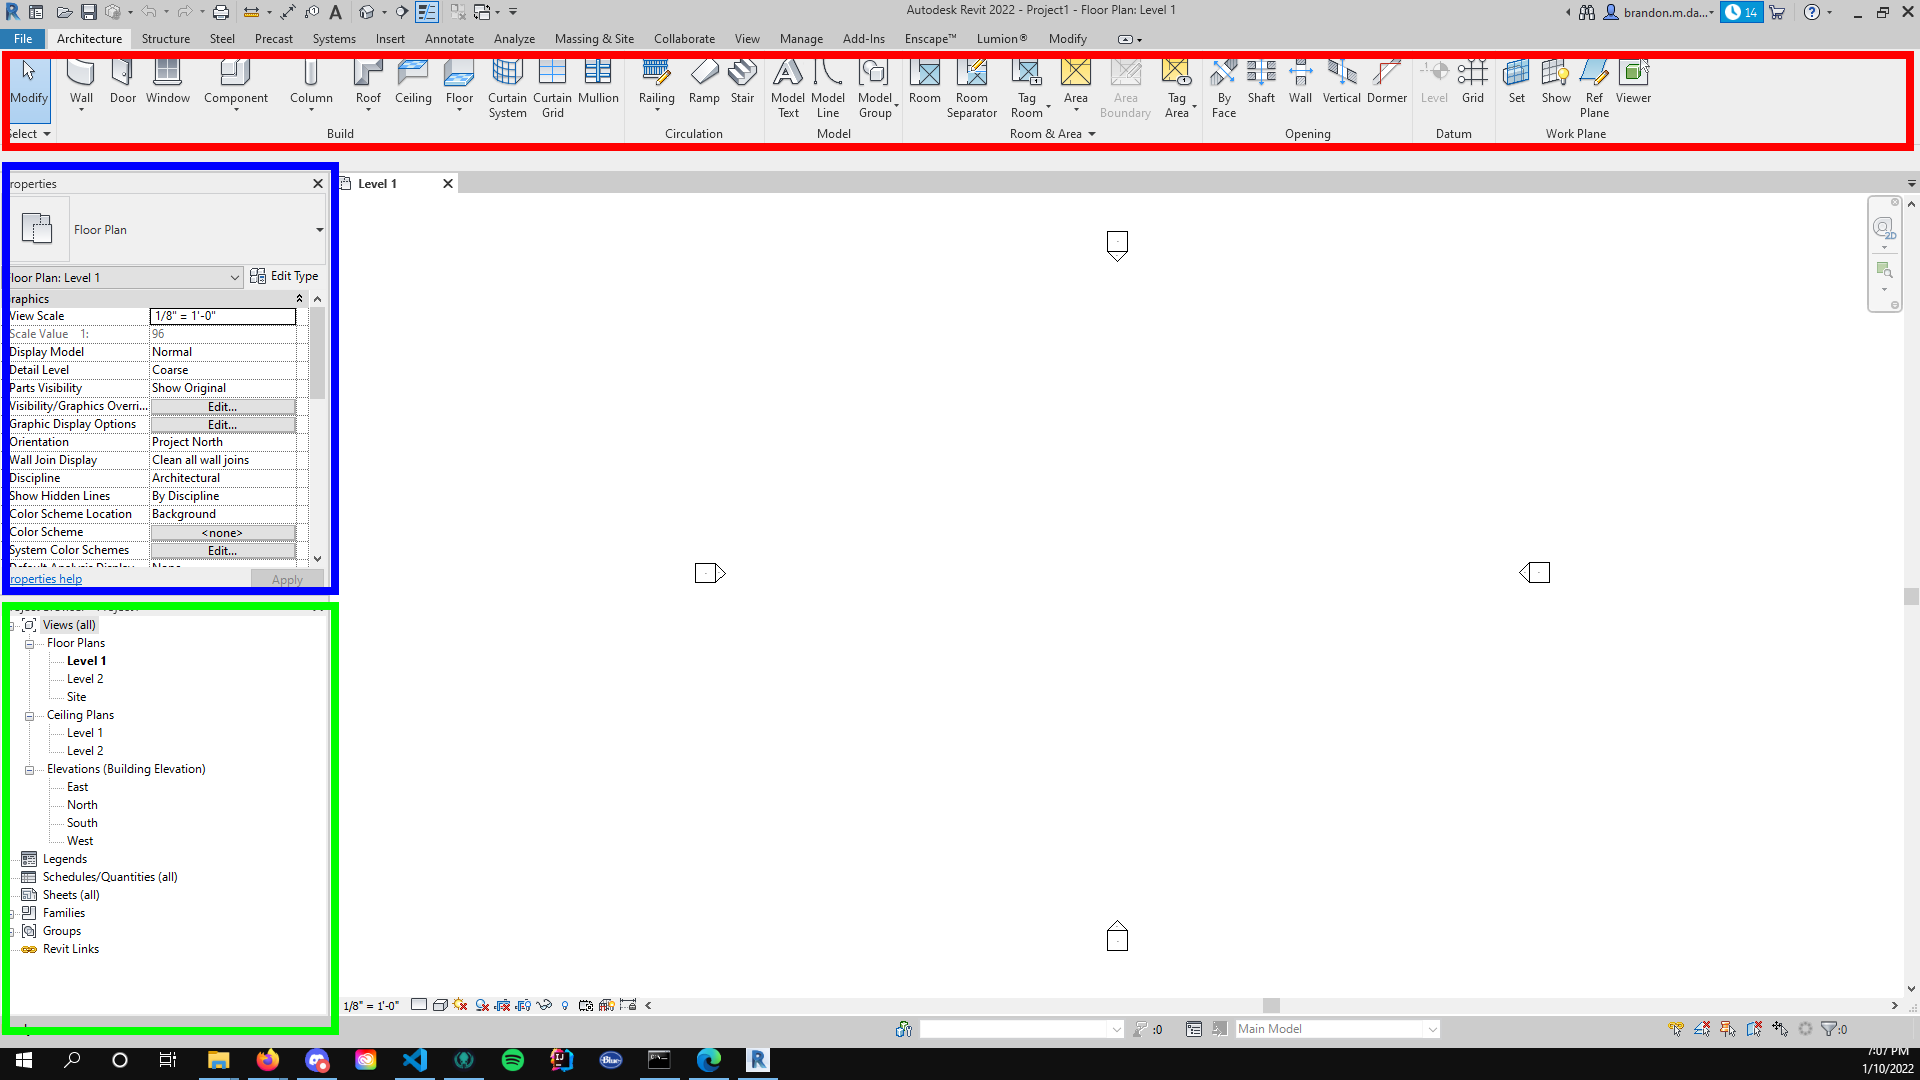 Autodesk Revit 2022 - Project1 - Floor Plan: Level 1
brandon.m.da...
14
File Architecture Structure Steel Precast Systems Insert Annotate Analyze Massing & Site Collaborate View Manage Add-Ins Enscape™ Lumion® Modify
Modify Wall Door Window Component Column Roof Ceiling Floor Curtain System Curtain Grid Mullion Railing Ramp Stair Model Text Model Line Model Group Room Room Separator Tag Room Area Area Boundary Tag Area By Face Shaft Wall Vertical Dormer Level Grid Set Show Ref Plane Viewer
Select Build Circulation Model Room & Area Opening Datum Work Plane
roperties
Level 1
Floor Plan
Floor Plan: Level 1 Edit Type
raphics
View Scale 1/8" = 1'-0"
Scale Value 1: 96
Display Model Normal
Detail Level Coarse
Parts Visibility Show Original
Visibility/Graphics Overri... Edit...
Graphic Display Options Edit...
Orientation Project North
Wall Join Display Clean all wall joins
Discipline Architectural
Show Hidden Lines By Discipline
Color Scheme Location Background
Color Scheme <none>
System Color Schemes Edit...
Default Analysis Display None
roperties help Apply
Views (all)
Floor Plans
Level 1
Level 2
Site
Ceiling Plans
Level 1
Level 2
Elevations (Building Elevation)
East
North
South
West
Legends
Schedules/Quantities (all)
Sheets (all)
Families
Groups
Revit Links
2D
1/8" = 1'-0"
:0
Main Model
:0
7:07 PM
1/10/2022